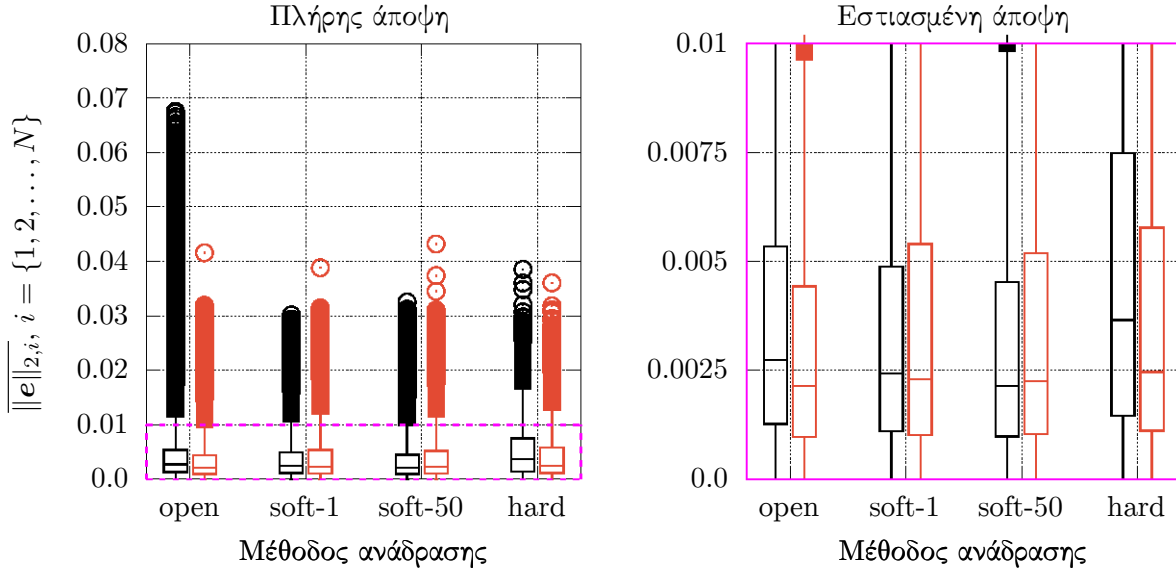 Πλήρης άποψη
0.08
0.07
0.06
0.05
0.04
0.03
0.02
0.01
0.0
open soft-1 soft-50 hard
Μέθοδος ανάδρασης
‖e‖2,i, i = {1, 2, . . . , N}
Εστιασμένη άποψη
0.01
0.0075
0.005
0.0025
0.0
open soft-1 soft-50 hard
Μέθοδος ανάδρασης